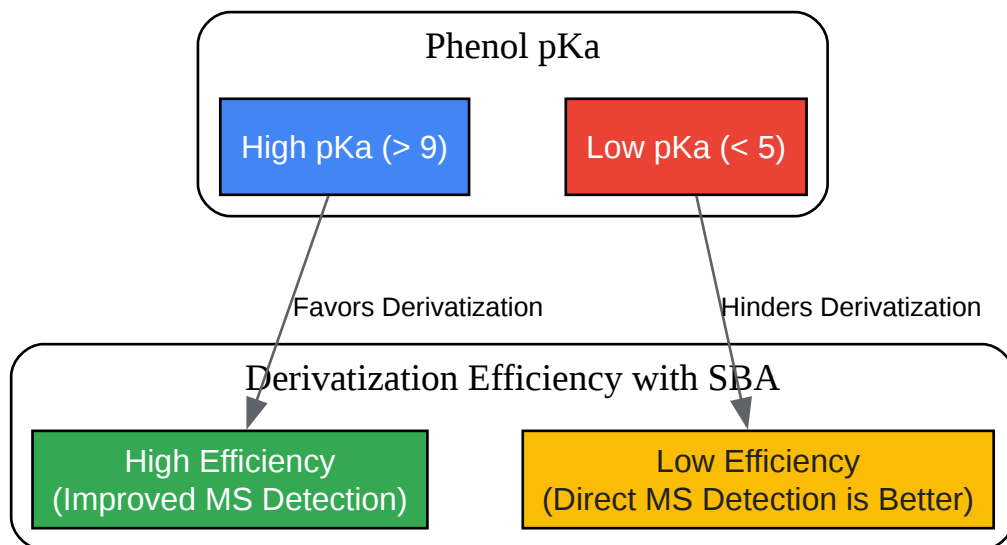 Phenol pKa
High pKa (> 9)
Low pKa (< 5)
Favors Derivatization
Hinders Derivatization
Derivatization Efficiency with SBA
High Efficiency
(Improved MS Detection)
Low Efficiency
(Direct MS Detection is Better)